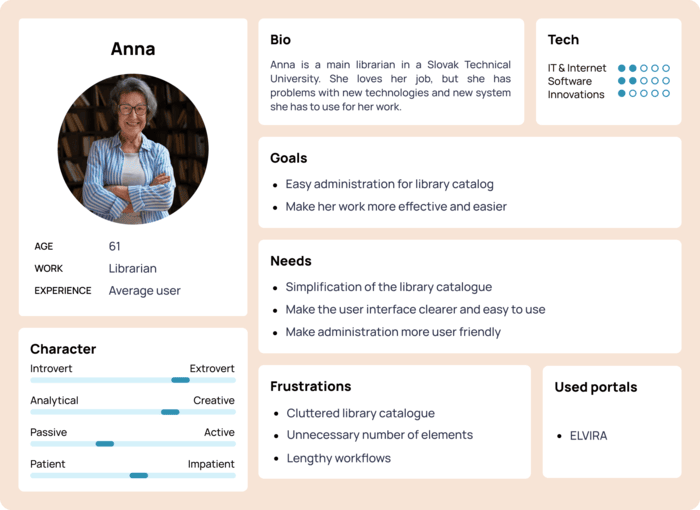 Anna
AGE 61
WORK Librarian
EXPERIENCE Average user
Character
Introvert Extrovert
Analytical Creative
Passive Active
Patient Impatient
Bio
Anna is a main librarian in a Slovak Technical
University. She loves her job, but she has
problems with new technologies and new system
she has to use for her work.
Tech
IT & Internet
Software
Innovations
Goals
• Easy administration for library catalog
• Make her work more effective and easier
Needs
• Simplification of the library catalogue
• Make the user interface clearer and easy to use
• Make administration more user friendly
Frustrations
• Cluttered library catalogue
• Unnecessary number of elements
• Lengthy workflows
Used portals
• ELVIRA